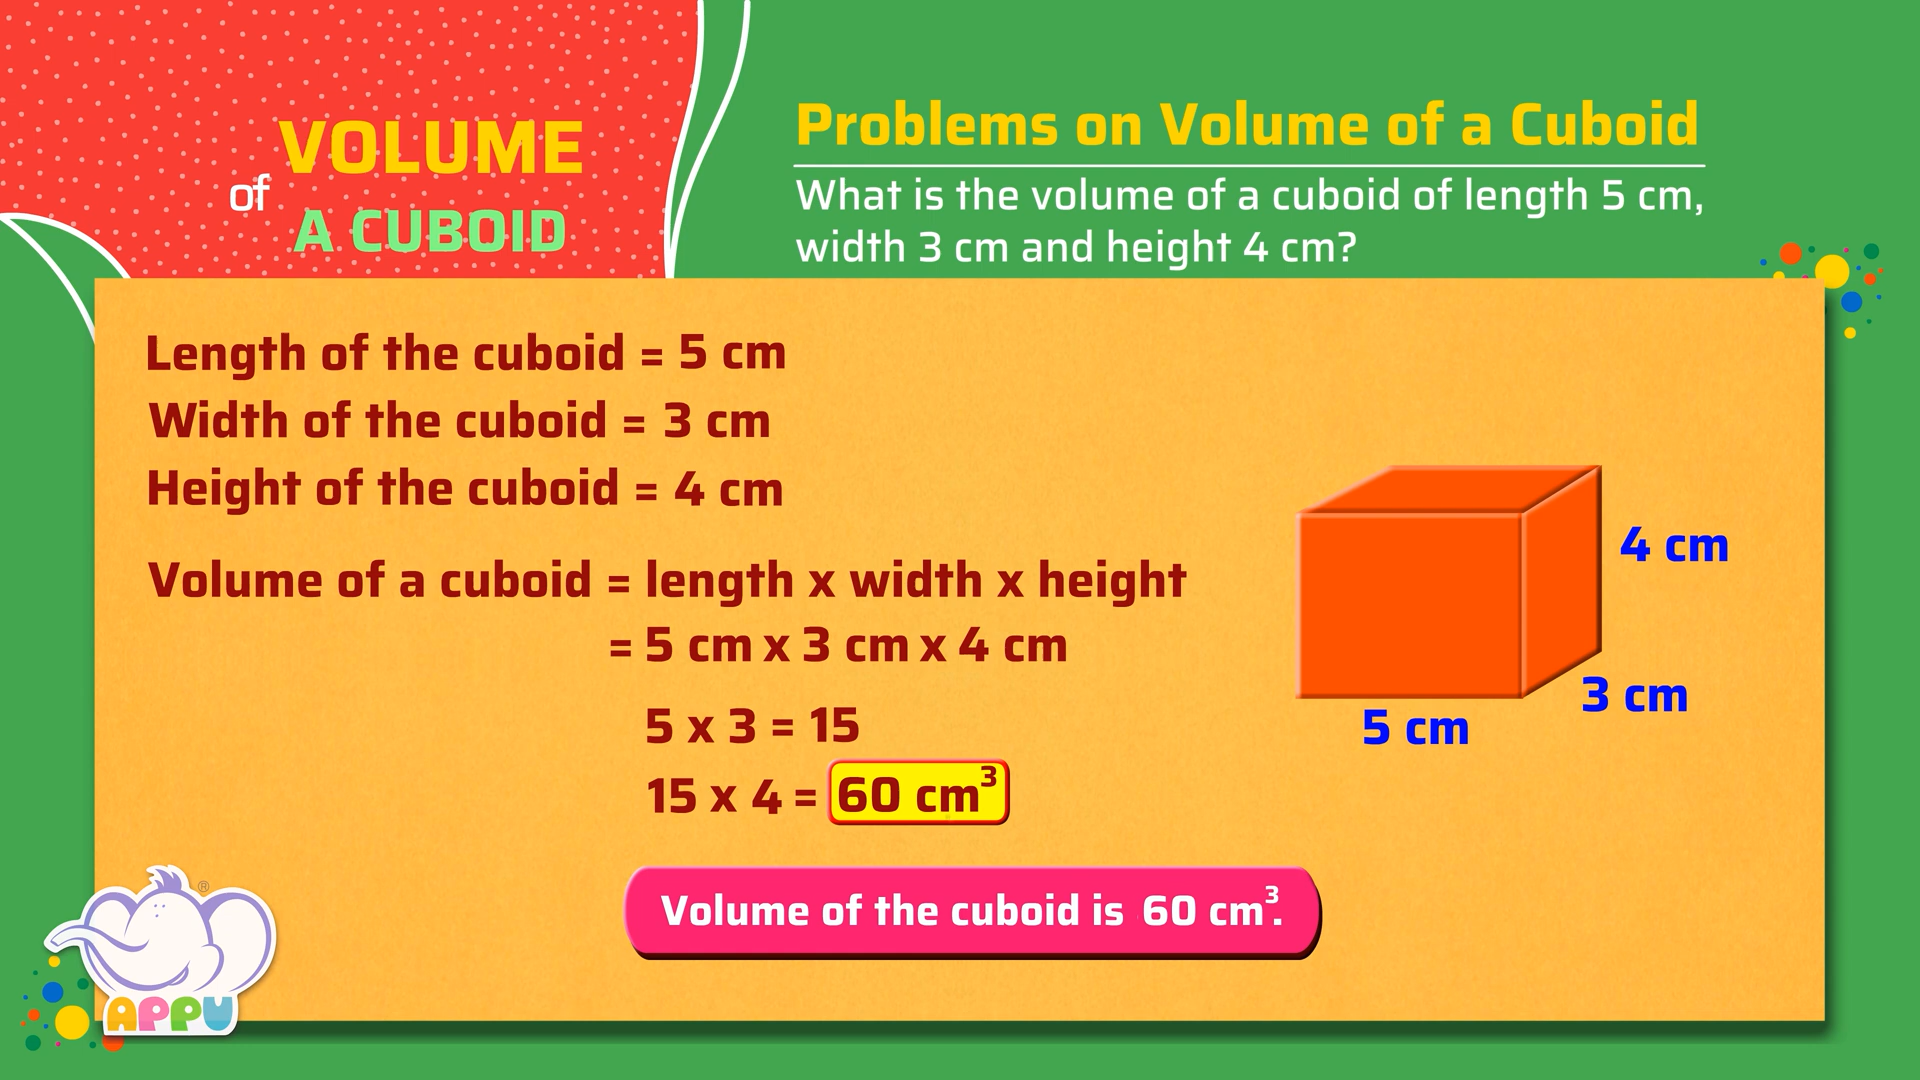 VOLUME
of
A CUBOID
Problems on Volume of a Cuboid
What is the volume of a cuboid of length 5 cm,
width 3 cm and height 4 cm?
Length of the cuboid = 5 cm
Width of the cuboid = 3 cm
Height of the cuboid = 4 cm
Volume of a cuboid = length x width x height
= 5 cm x 3 cm x 4 cm
5 x 3 = 15
15 x 4 = 60 cm³
4 cm
3 cm
5 cm
Volume of the cuboid is 60 cm³.
®
APPU